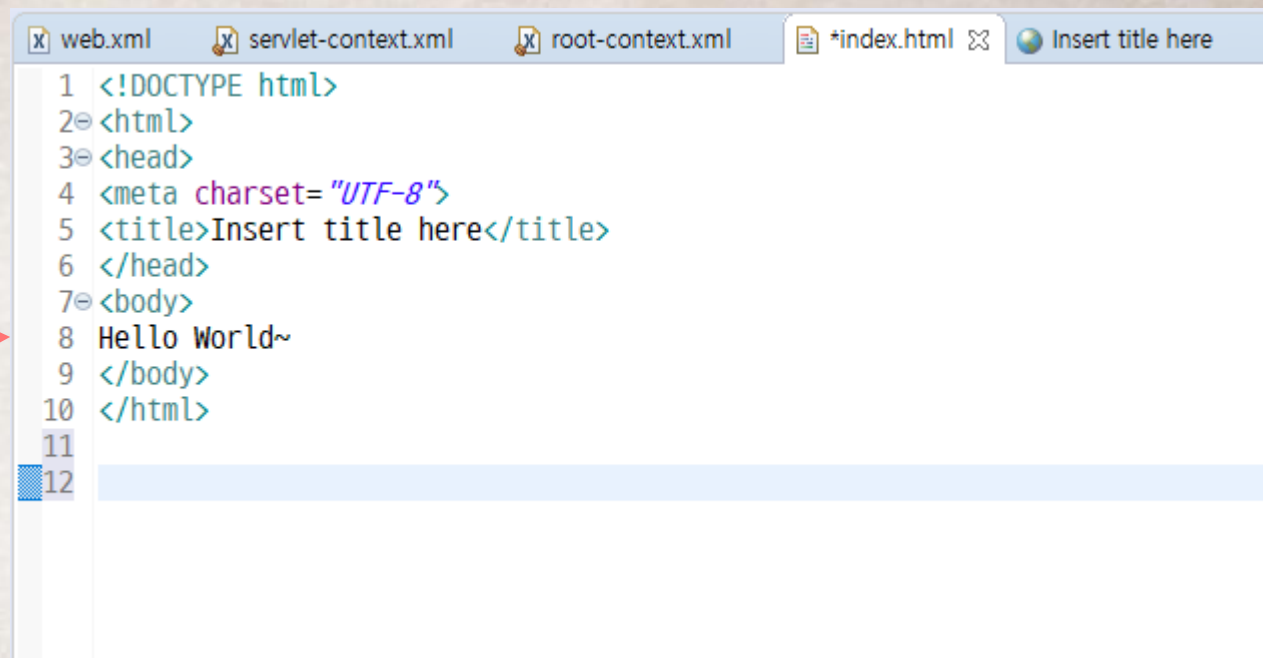 web.xml servlet-context.xml root-context.xml *index.html Insert title here
1 <!DOCTYPE html>
2 <html>
3 <head>
4 <meta charset="UTF-8">
5 <title>Insert title here</title>
6 </head>
7 <body>
8 Hello World~
9 </body>
10 </html>
11
12